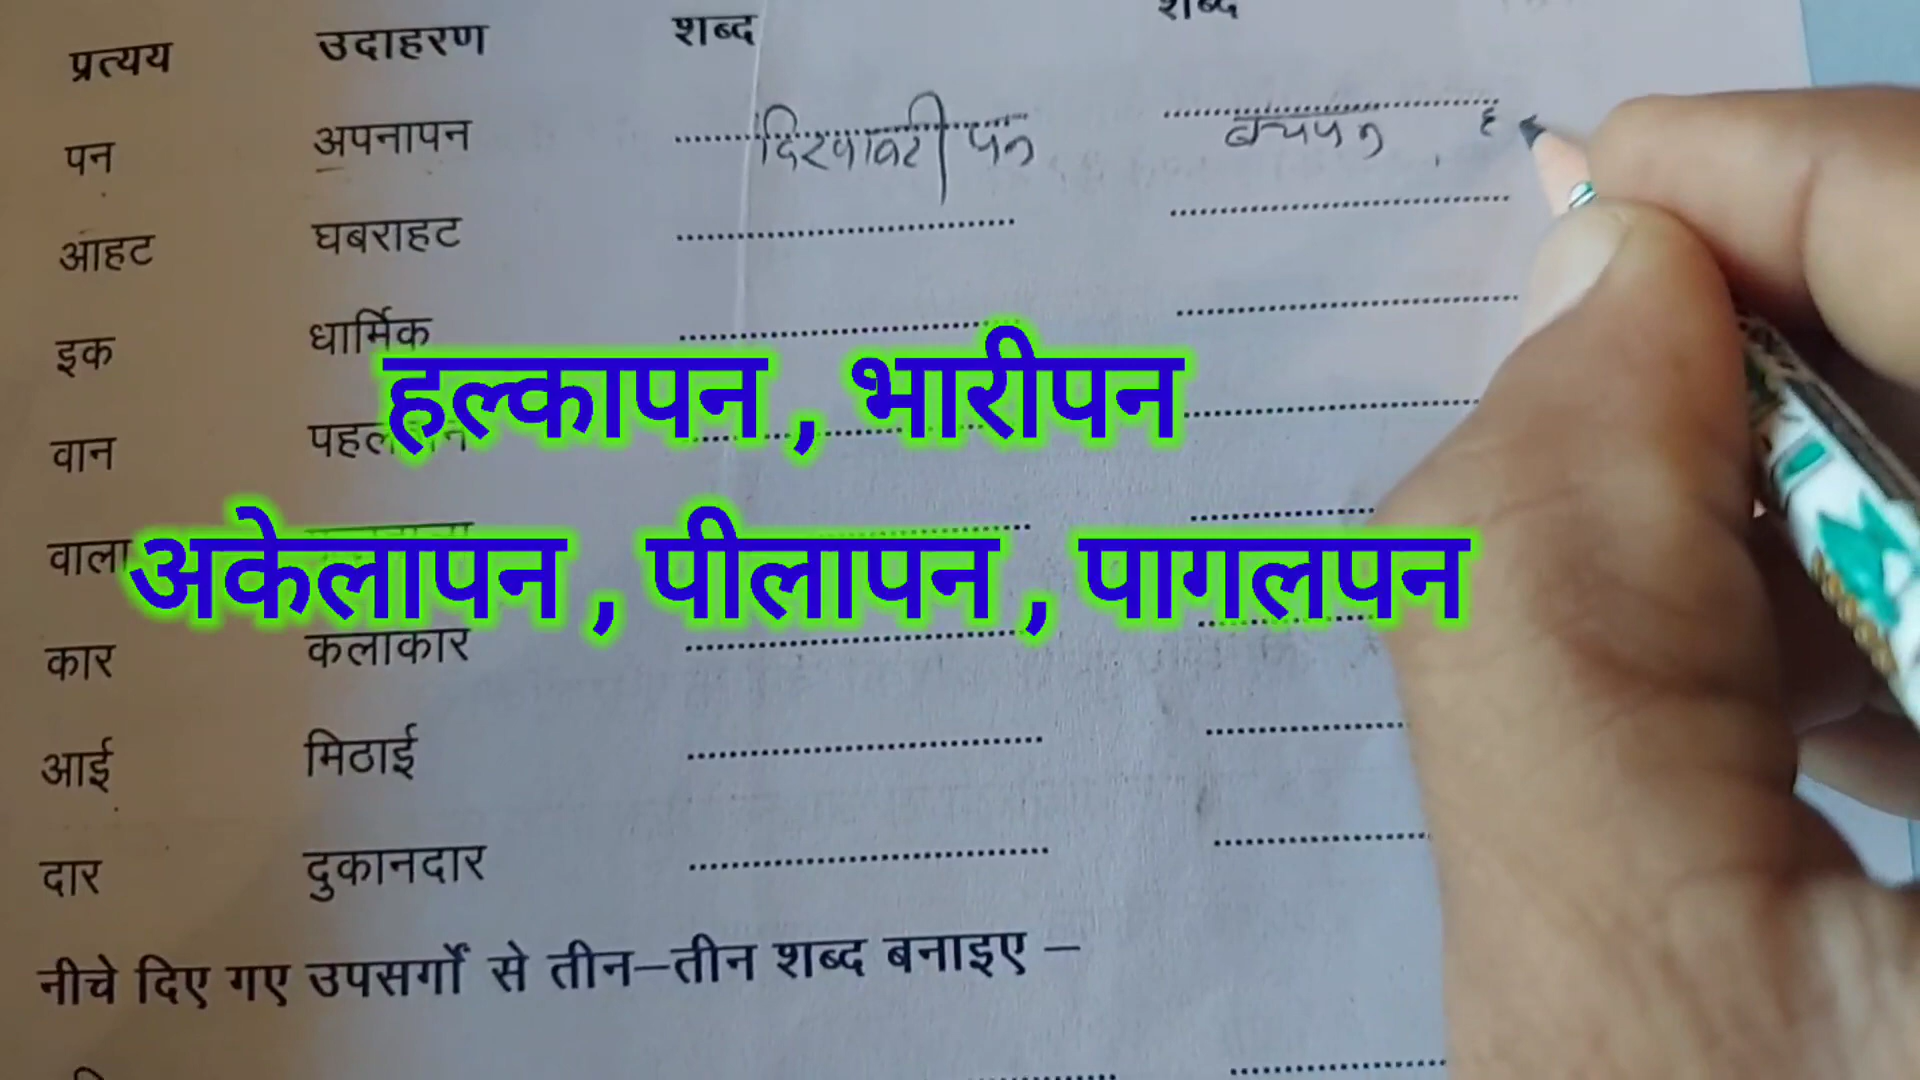 प्रत्यय उदाहरण शब्द शब्द
पन अपनापन दिखावटीपन बचपन ,
आहट घबराहट
इक धार्मिक
हल्कापन , भारीपन
वान
वाला
अकेलापन , पीलापन , पागलपन
कार कलाकार
आई मिठाई
दार दुकानदार
नीचे दिए गए उपसर्गों से तीन–तीन शब्द बनाइए –